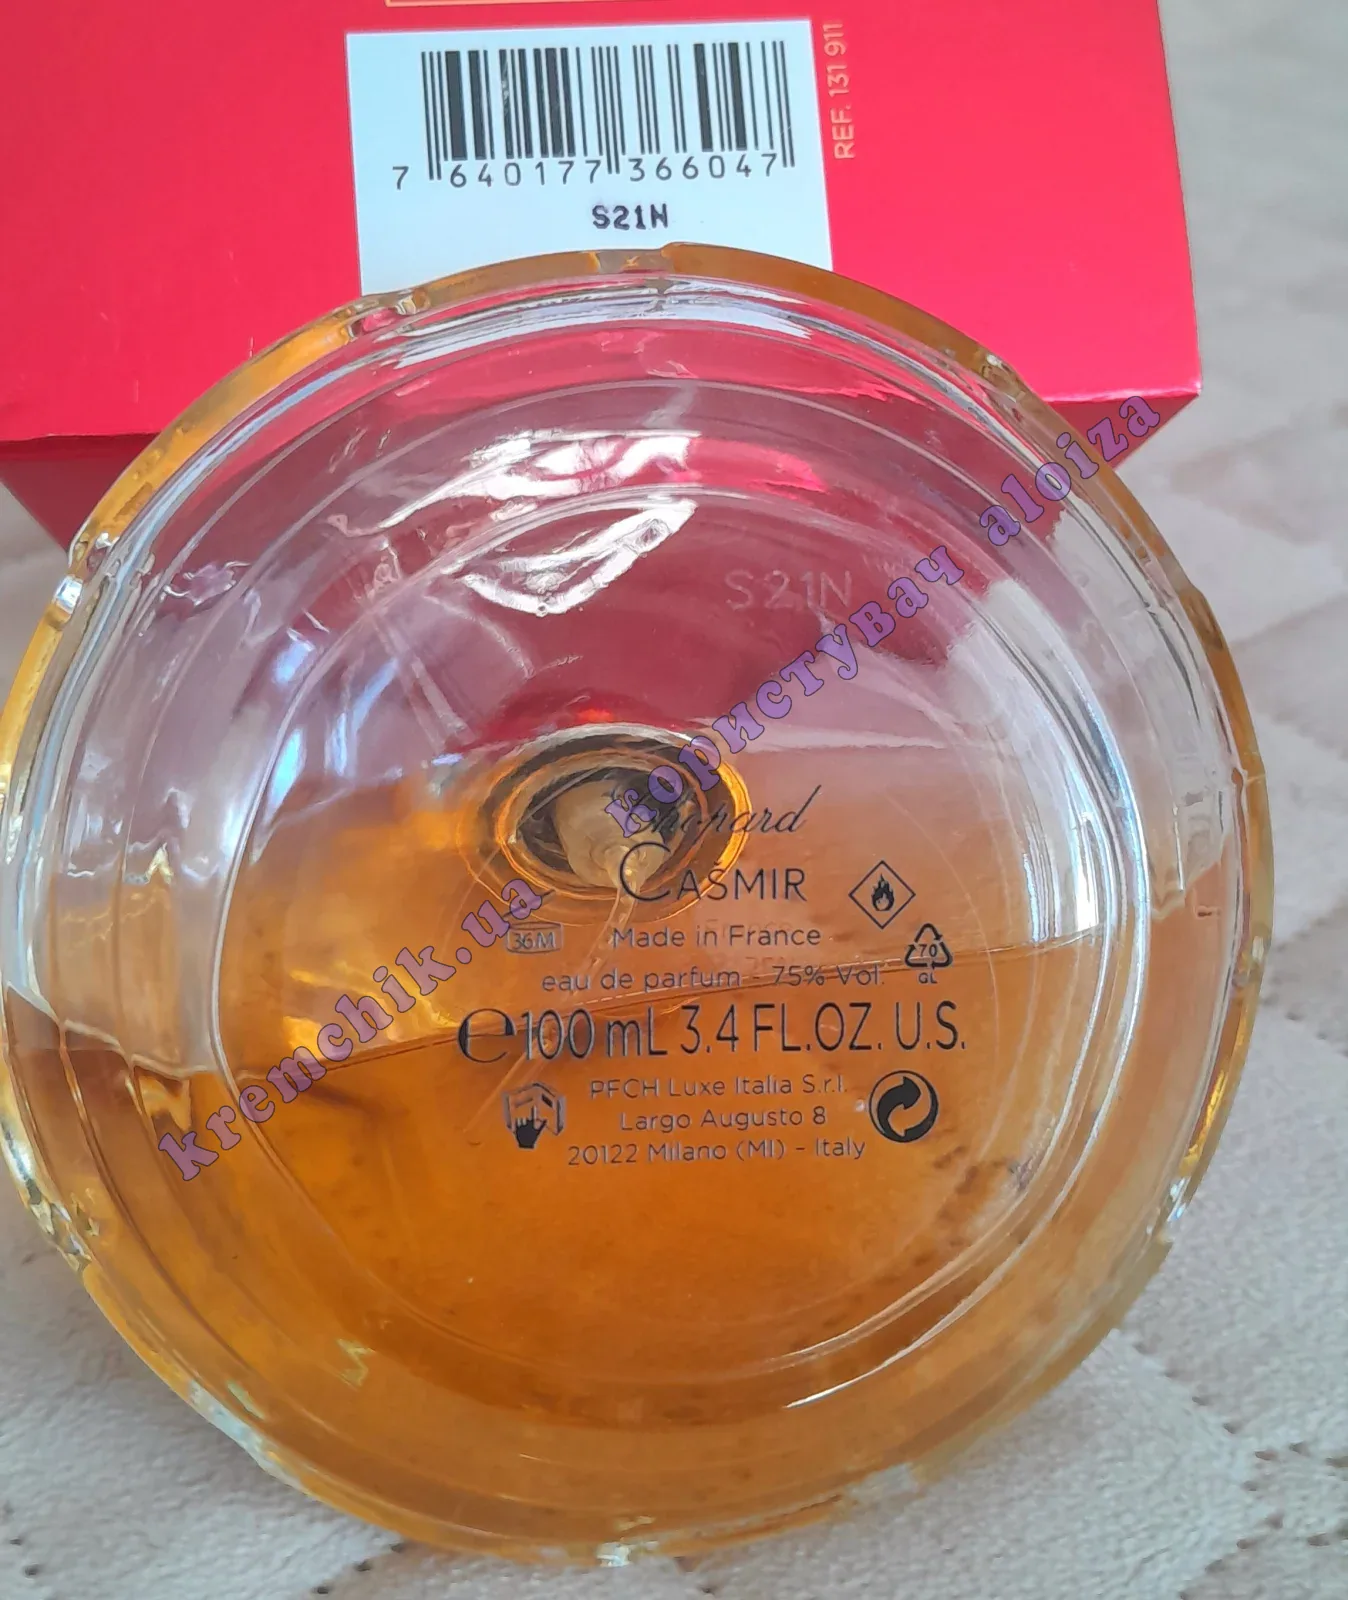 REF. 131 911
7 640177 366047
S21N
S21N
Chopard
CASMIR
36M
Made in France
70
GL
eau de parfum - 75% Vol.
℮100 mL 3.4 FL.OZ. U.S.
PFCH Luxe Italia S.r.l.
Largo Augusto 8
20122 Milano (MI) - Italy
kremchik.ua користувач aloiza